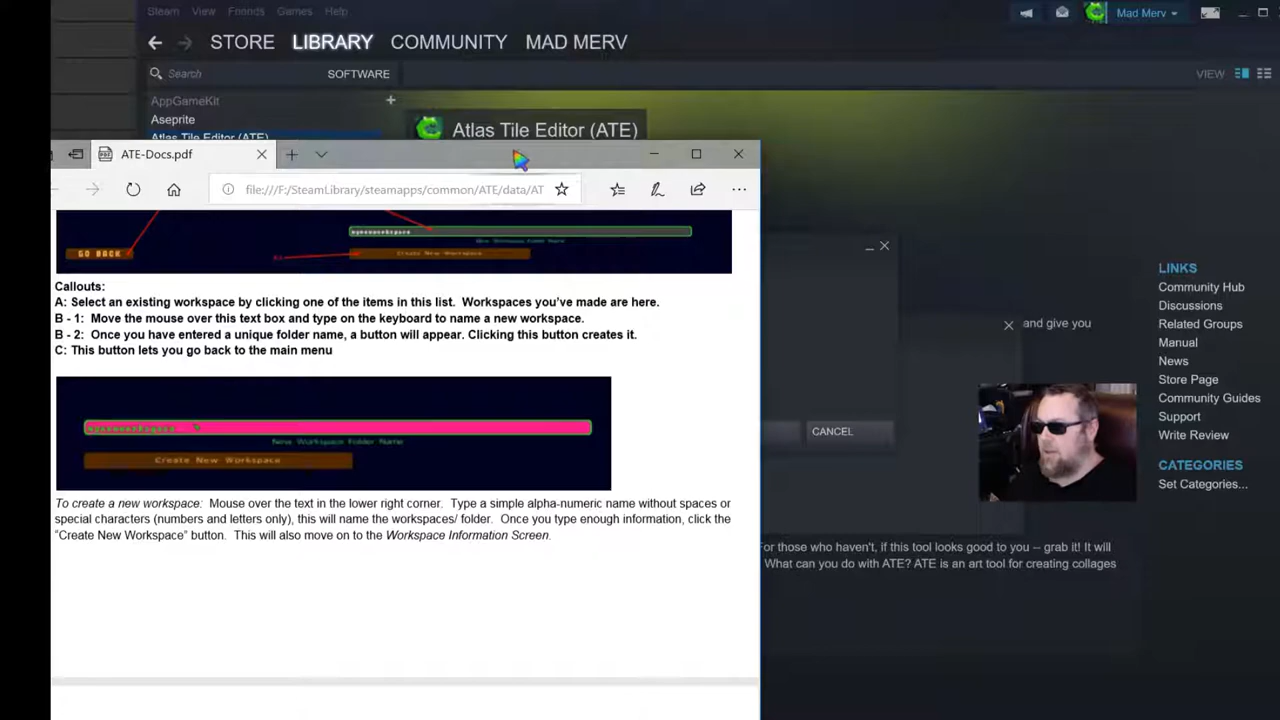 Steam View Friends Games Help
Mad Merv
STORE LIBRARY COMMUNITY MAD MERV
Search SOFTWARE
VIEW
AppGameKit
Aseprite
Atlas Tile Editor (ATE)
Atlas Tile Editor (ATE)
ATE-Docs.pdf
file:///F:/SteamLibrary/steamapps/common/ATE/data/AT
GO BACK
Create New Workspace
Callouts:
A: Select an existing workspace by clicking one of the items in this list. Workspaces you've made are here.
B - 1: Move the mouse over this text box and type on the keyboard to name a new workspace.
B - 2: Once you have entered a unique folder name, a button will appear. Clicking this button creates it.
C: This button lets you go back to the main menu
New Workspace Folder Name
Create New Workspace
To create a new workspace: Mouse over the text in the lower right corner. Type a simple alpha-numeric name without spaces or
special characters (numbers and letters only), this will name the workspaces/ folder. Once you type enough information, click the
“Create New Workspace” button. This will also move on to the Workspace Information Screen.
and give you
CANCEL
For those who haven't, if this tool looks good to you -- grab it! It will
What can you do with ATE? ATE is an art tool for creating collages
LINKS
Community Hub
Discussions
Related Groups
Manual
News
Store Page
Community Guides
Support
Write Review
CATEGORIES
Set Categories...